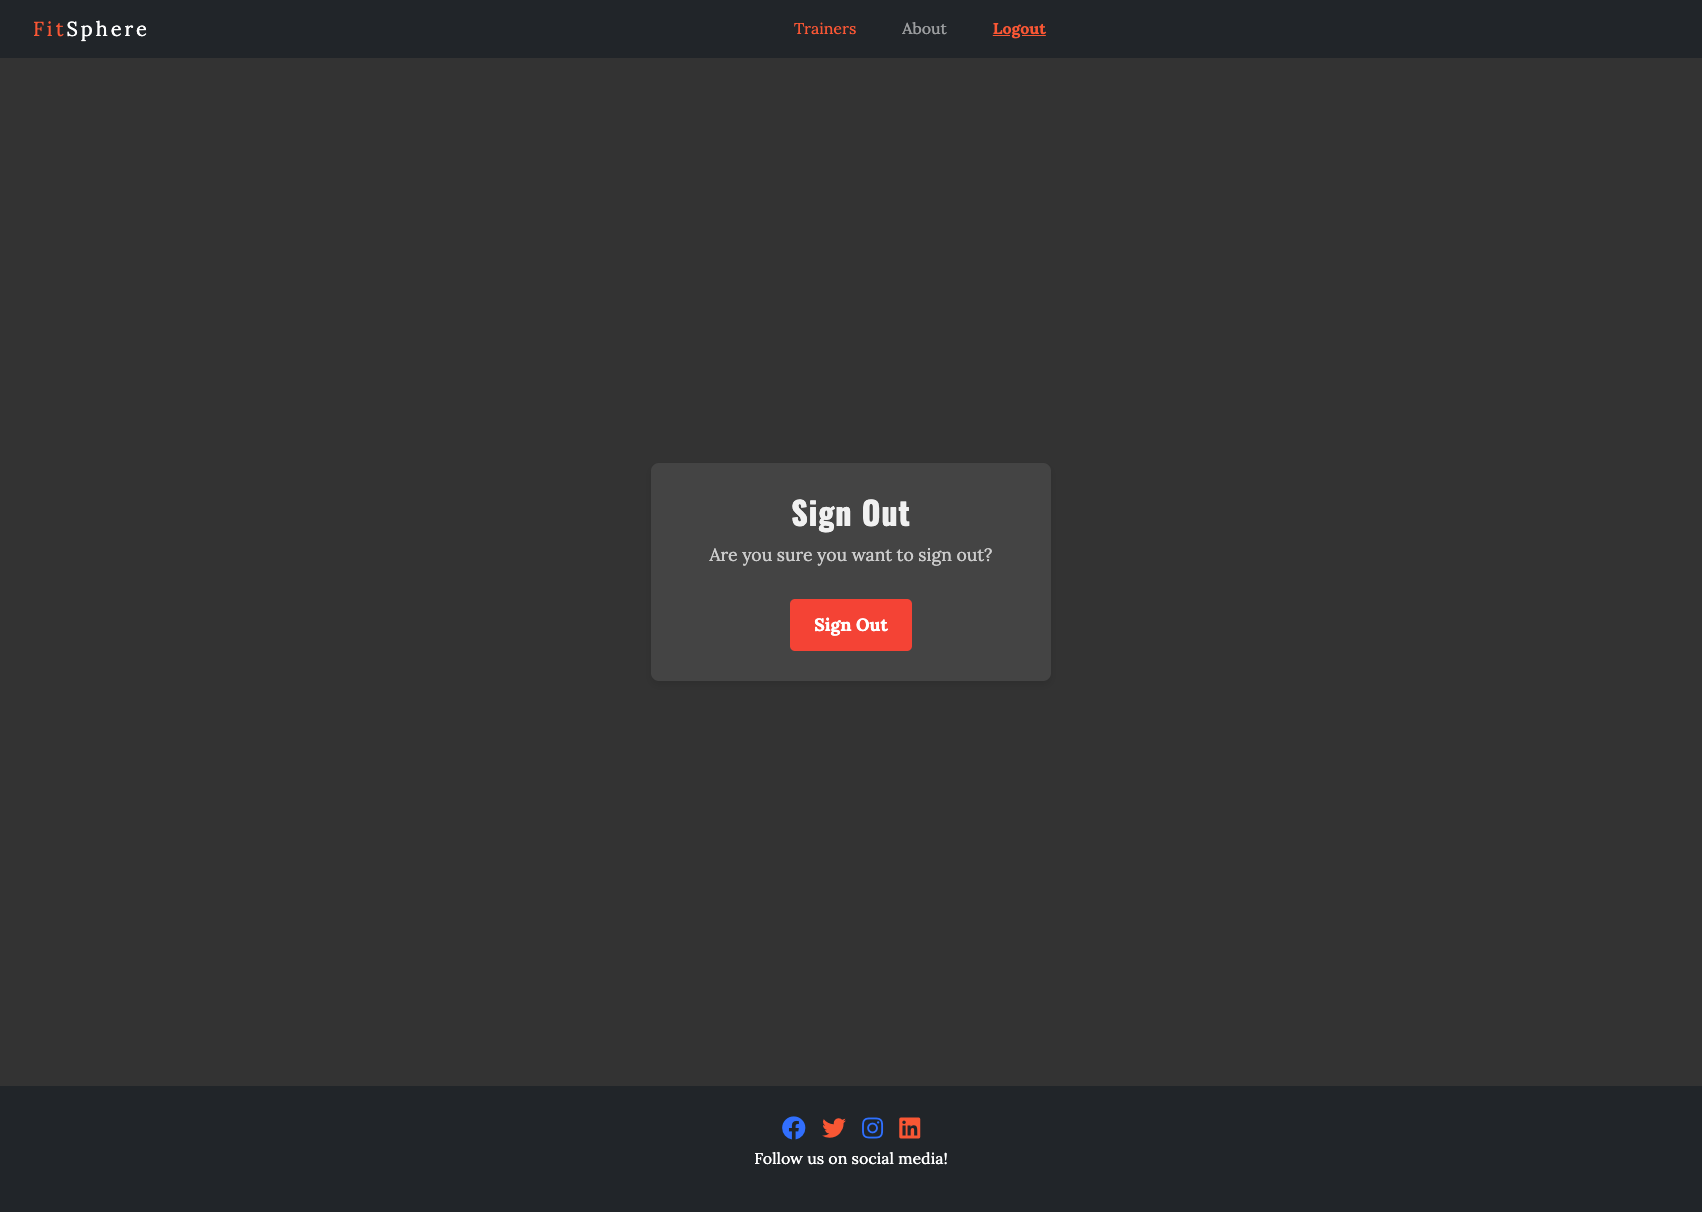 FitSphere
Trainers About Logout
Sign Out
Are you sure you want to sign out?
Sign Out
Follow us on social media!